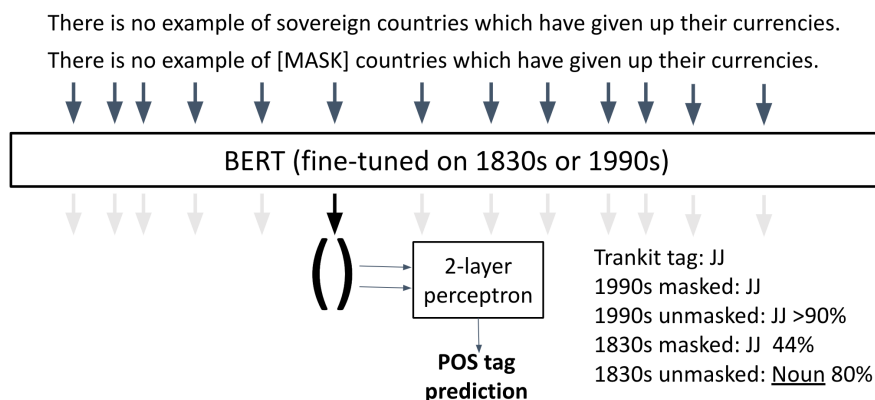 There is no example of sovereign countries which have given up their currencies.
There is no example of [MASK] countries which have given up their currencies.
BERT (fine-tuned on 1830s or 1990s)
( )
2-layer
perceptron
POS tag
prediction
Trankit tag: JJ
1990s masked: JJ
1990s unmasked: JJ >90%
1830s masked: JJ 44%
1830s unmasked: Noun 80%